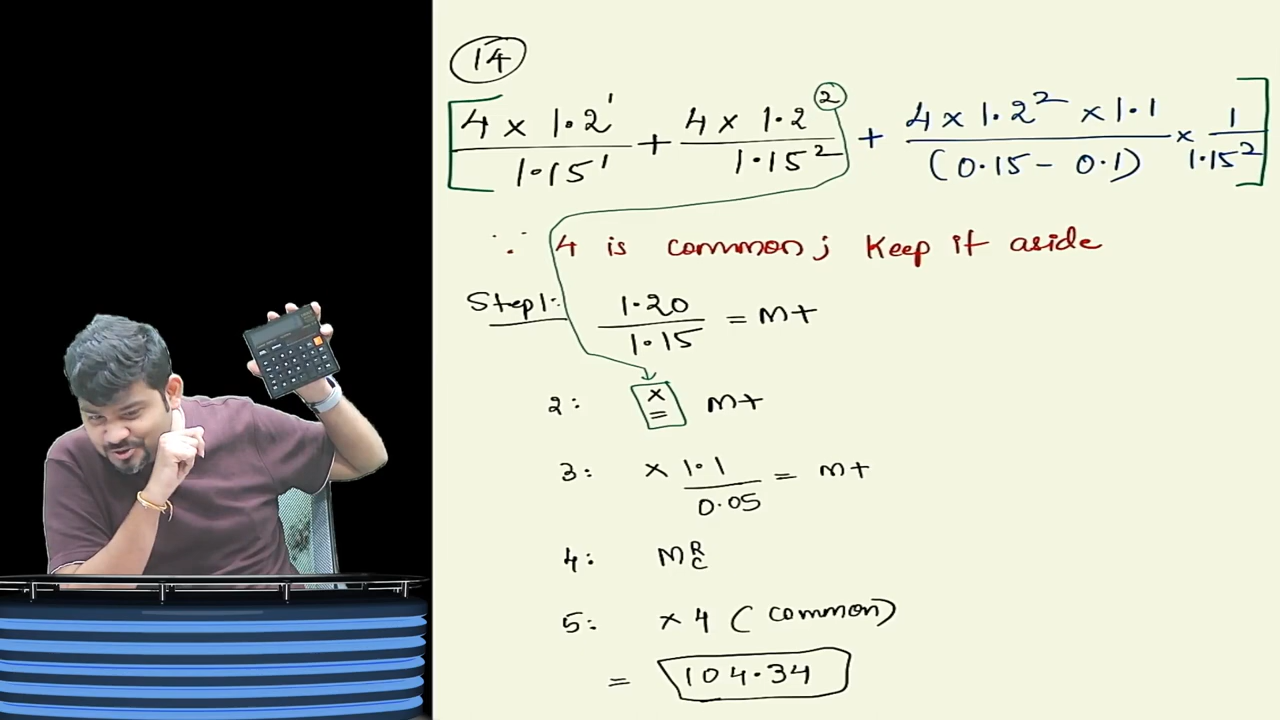 14
[ 4 × 1.2¹ / 1.15¹ + 4 × 1.2² / 1.15² + 4 × 1.2² × 1.1 / (0.15 - 0.1) × 1 / 1.15² ]
∵ 4 is common; Keep it aside
Step1: 1.20 / 1.15 = m+
2: × = m+
3: × 1.1 / 0.05 = m+
4: MRC
5: × 4 (common)
= 104.34